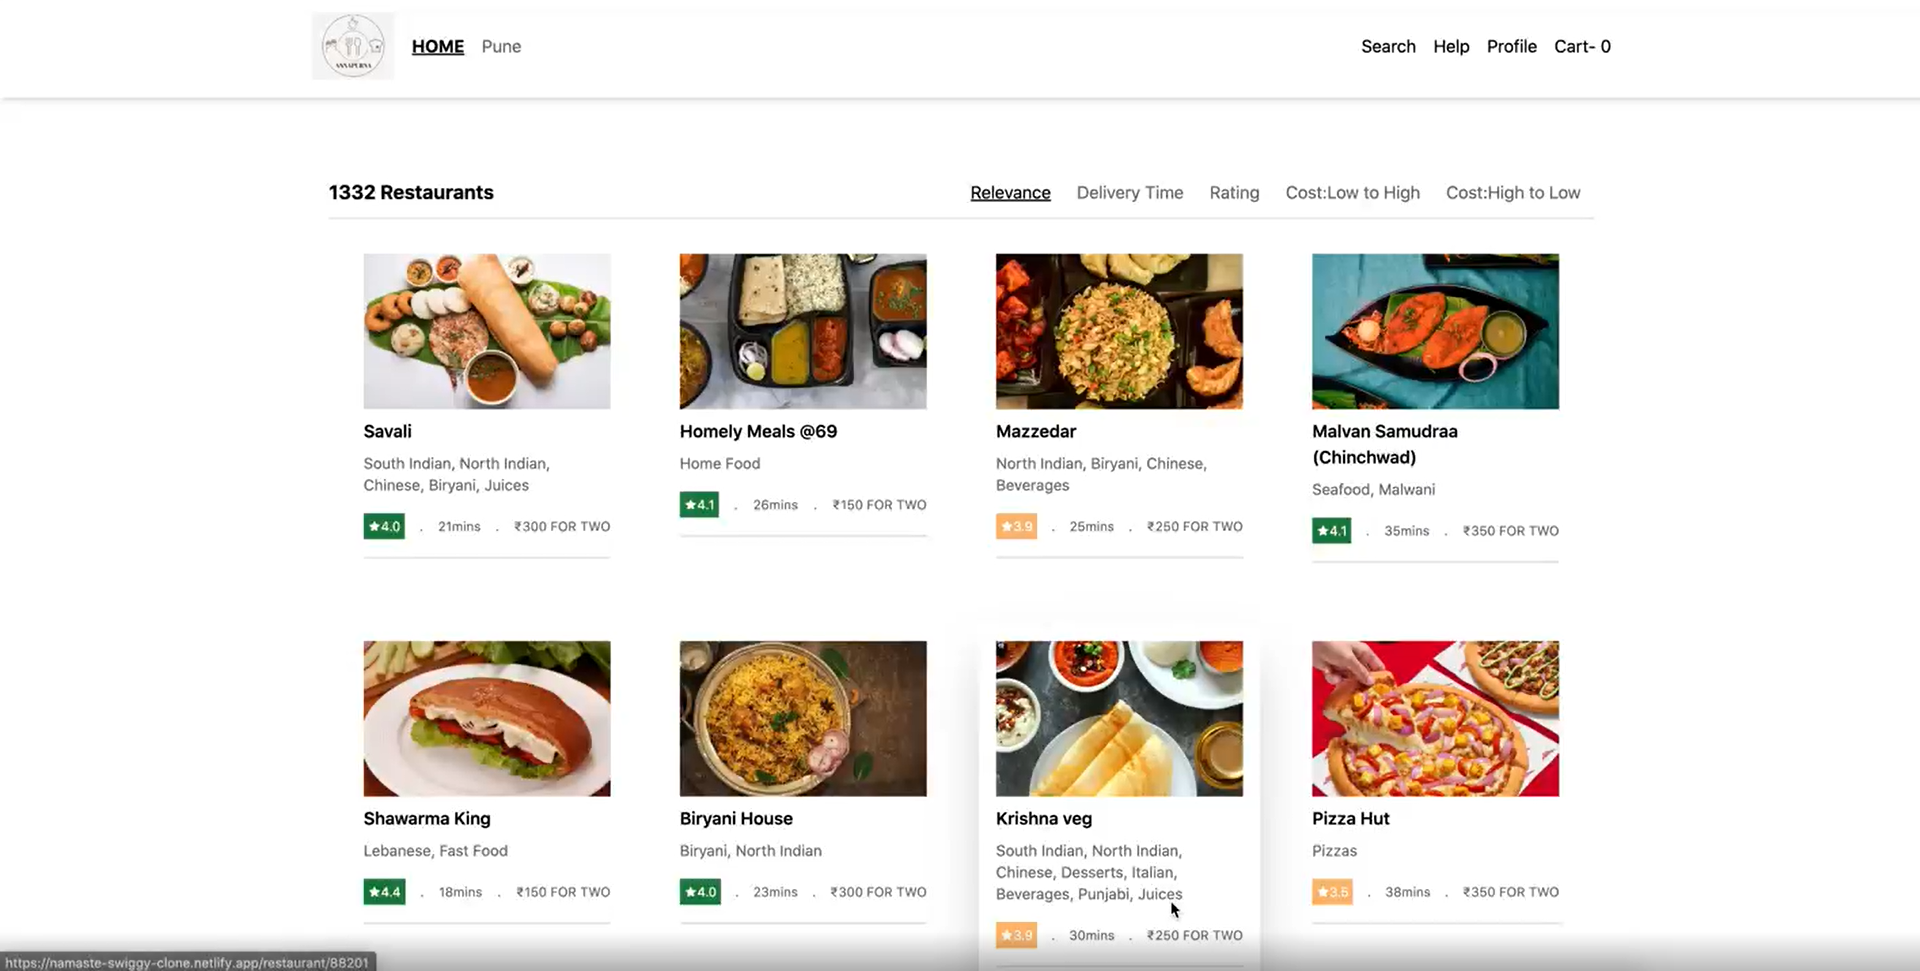 ANNAPURNA
HOME
Pune
Search
Help
Profile
Cart- 0
1332 Restaurants
Relevance
Delivery Time
Rating
Cost:Low to High
Cost:High to Low
Savali
South Indian, North Indian,
Chinese, Biryani, Juices
★4.0 . 21mins . ₹300 FOR TWO
Homely Meals @69
Home Food
★4.1 . 26mins . ₹150 FOR TWO
Mazzedar
North Indian, Biryani, Chinese,
Beverages
★3.9 . 25mins . ₹250 FOR TWO
Malvan Samudraa
(Chinchwad)
Seafood, Malwani
★4.1 . 35mins . ₹350 FOR TWO
Shawarma King
Lebanese, Fast Food
★4.4 . 18mins . ₹150 FOR TWO
Biryani House
Biryani, North Indian
★4.0 . 23mins . ₹300 FOR TWO
Krishna veg
South Indian, North Indian,
Chinese, Desserts, Italian,
Beverages, Punjabi, Juices
★3.9 . 30mins . ₹250 FOR TWO
Pizza Hut
Pizzas
★3.5 . 38mins . ₹350 FOR TWO
https://namaste-swiggy-clone.netlify.app/restaurant/88201